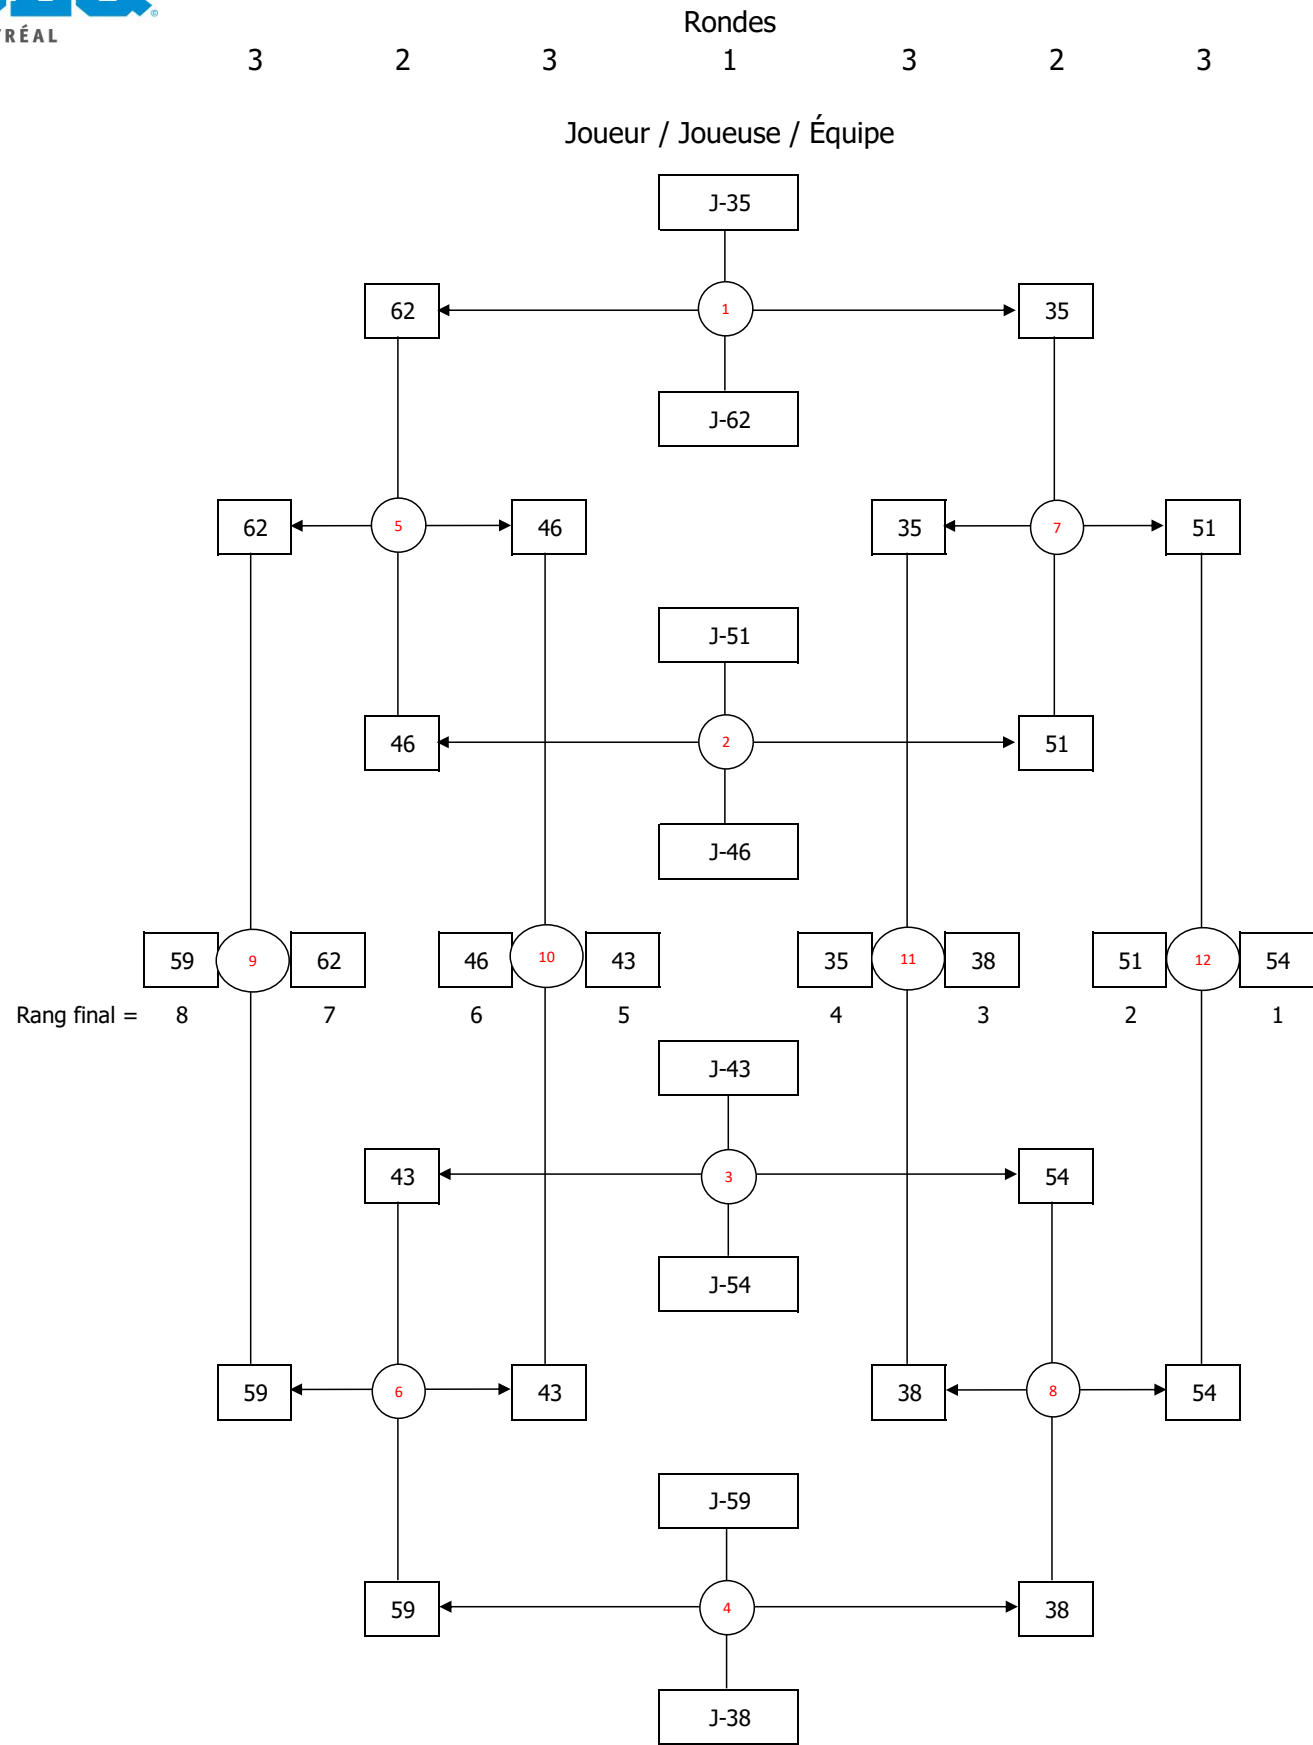 RÉAL
Rondes
3 2 3 1 3 2 3
Joueur / Joueuse / Équipe
J-35
62 1 35
J-62
62 5 46 35 7 51
J-51
46 2 51
J-46
59 9 62 46 10 43 35 11 38 51 12 54
Rang final = 8 7 6 5 4 3 2 1
J-43
43 3 54
J-54
59 6 43 38 8 54
J-59
59 4 38
J-38